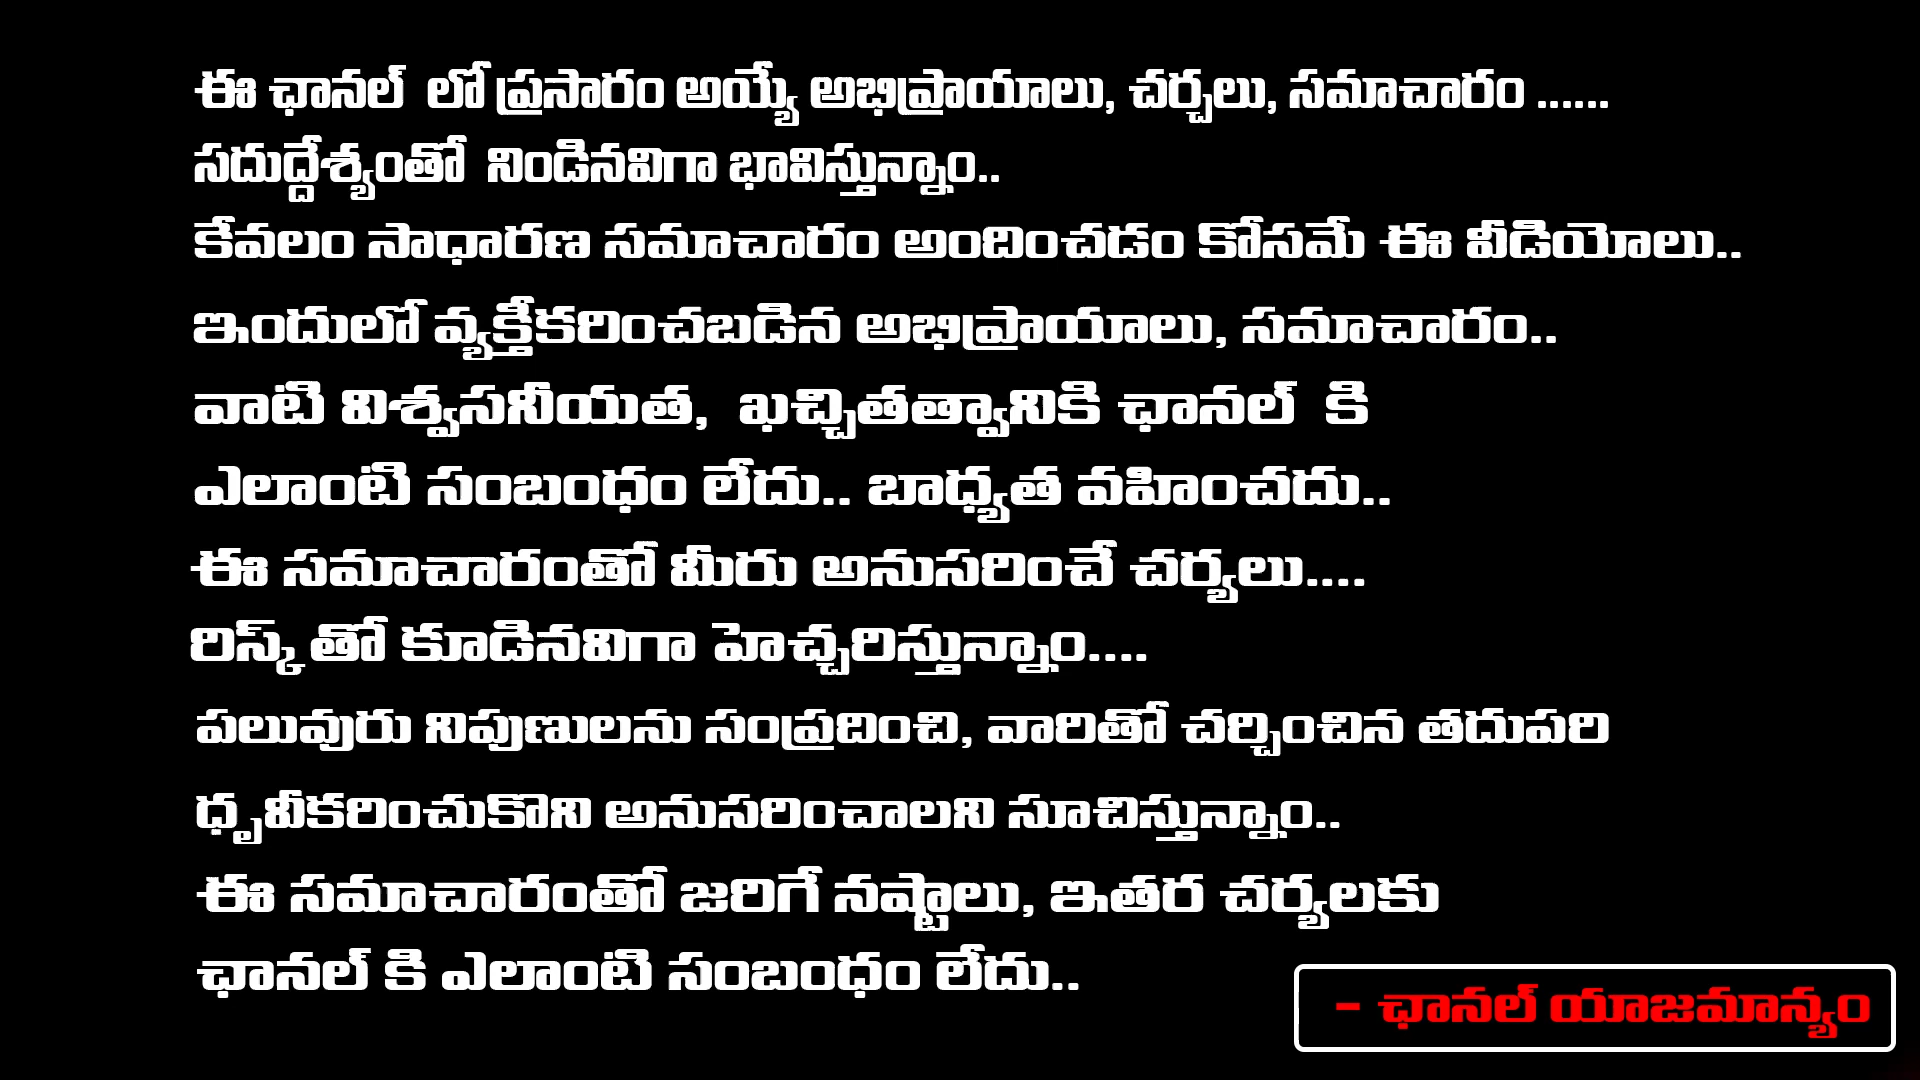 ఈ ఛానల్ లో ప్రసారం అయ్యే అభిప్రాయాలు, చర్చలు, సమాచారం ......
సదుద్దేశ్యంతో నిండినవిగా భావిస్తున్నాం..
కేవలం సాధారణ సమాచారం అందించడం కోసమే ఈ వీడియోలు..
ఇందులో వ్యక్తీకరించబడిన అభిప్రాయాలు, సమాచారం..
వాటి విశ్వసనీయత, ఖచ్చితత్వానికి ఛానల్ కి
ఎలాంటి సంబంధం లేదు.. బాధ్యత వహించదు..
ఈ సమాచారంతో మీరు అనుసరించే చర్యలు....
రిస్క్ తో కూడినవిగా హెచ్చరిస్తున్నాం....
పలువురు నిపుణులను సంప్రదించి, వారితో చర్చించిన తదుపరి
ధృవీకరించుకొని అనుసరించాలని సూచిస్తున్నాం..
ఈ సమాచారంతో జరిగే నష్టాలు, ఇతర చర్యలకు
ఛానల్ కి ఎలాంటి సంబంధం లేదు..
- ఛానల్ యాజమాన్యం